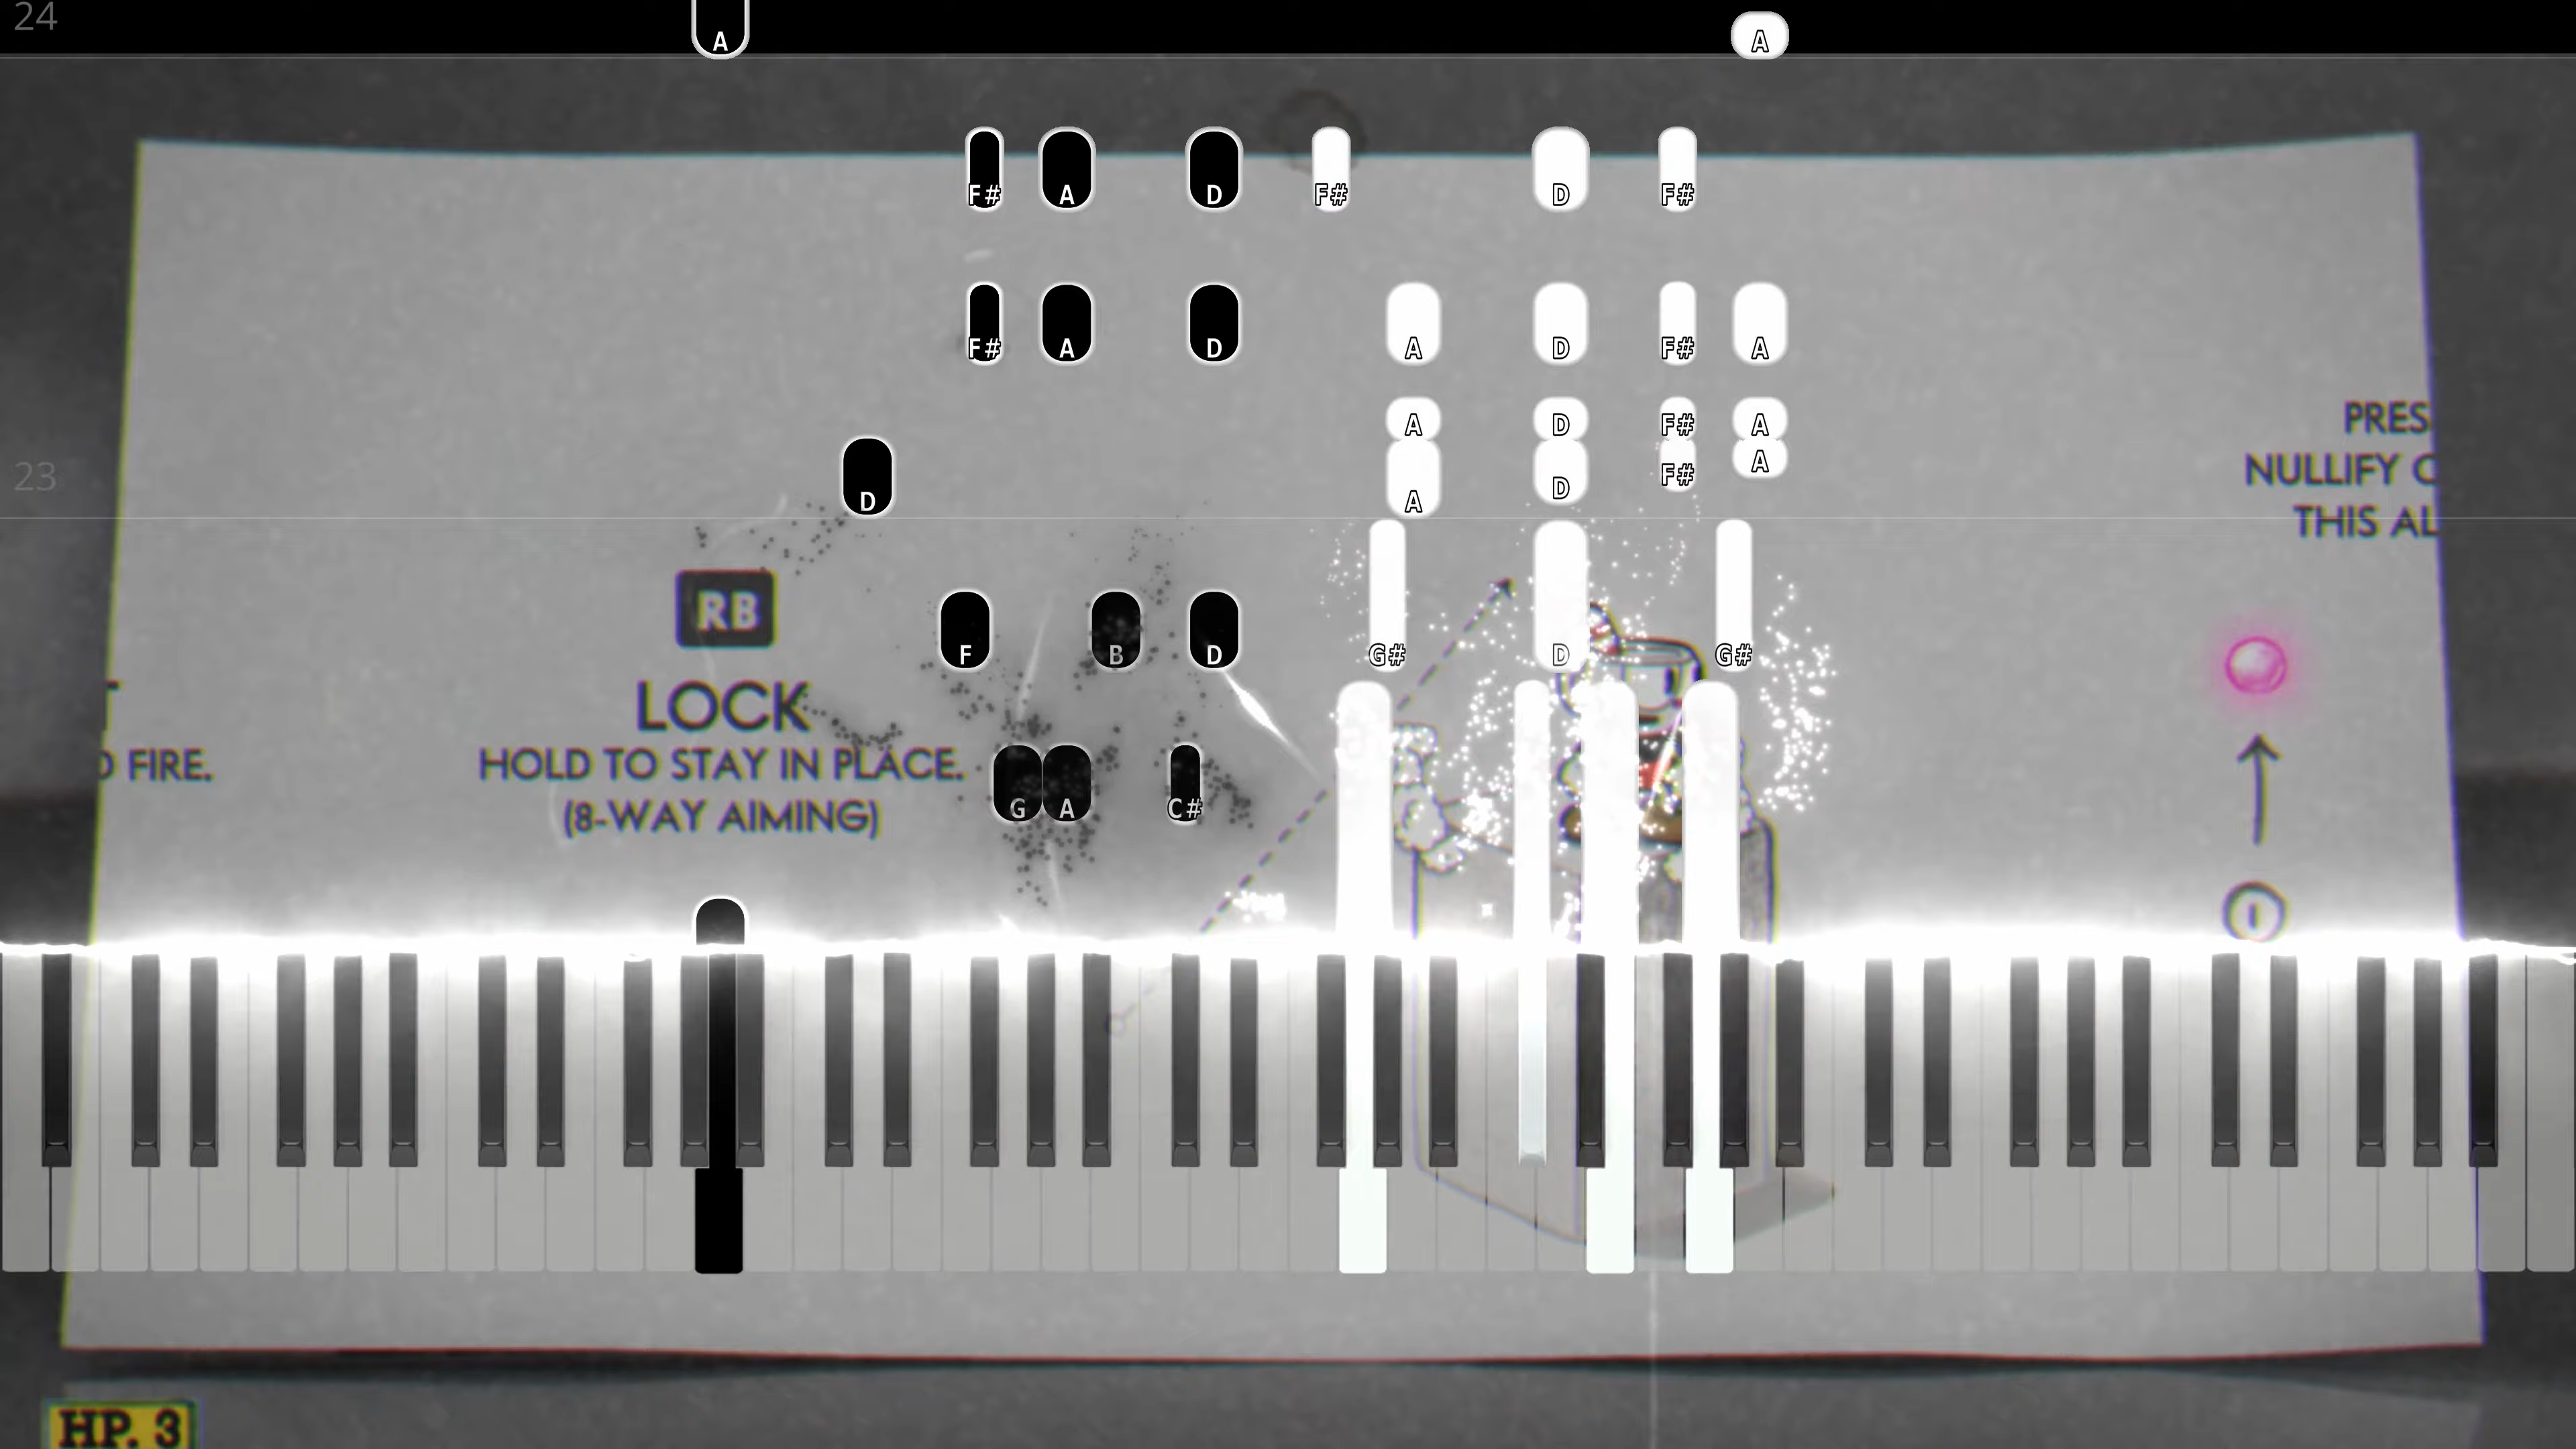 24
A A
F# A D F# D F#
F# A D A D F# A
PRES
A D F# A
NULLIFY
A D F# A
23
D
THIS AL
RB
F B D G# D G#
LOCK
HOLD TO STAY IN PLACE.
FIRE.
G A C#
(8-WAY AIMING)
HP. 3